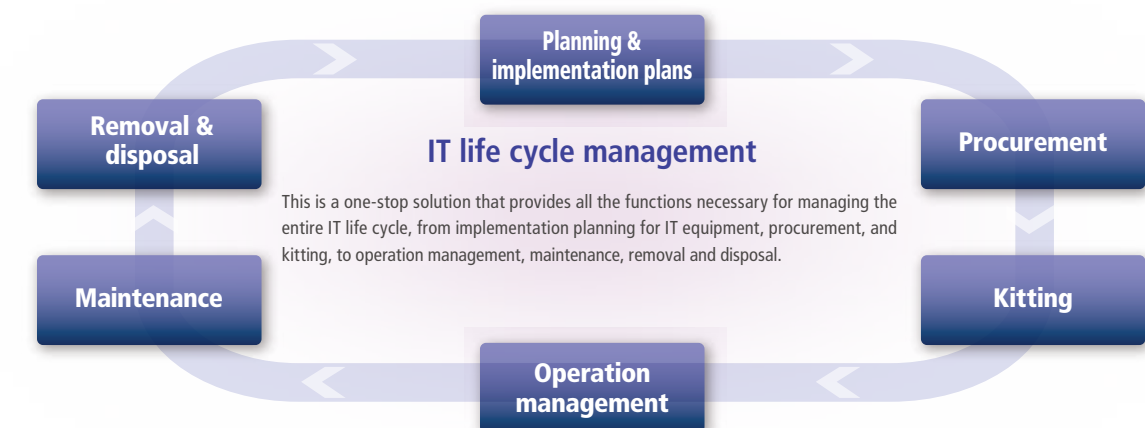 Planning &
implementation plans
Removal &
disposal
Procurement
IT life cycle management
This is a one-stop solution that provides all the functions necessary for managing the
entire IT life cycle, from implementation planning for IT equipment, procurement, and
kitting, to operation management, maintenance, removal and disposal.
Maintenance
Kitting
Operation
management